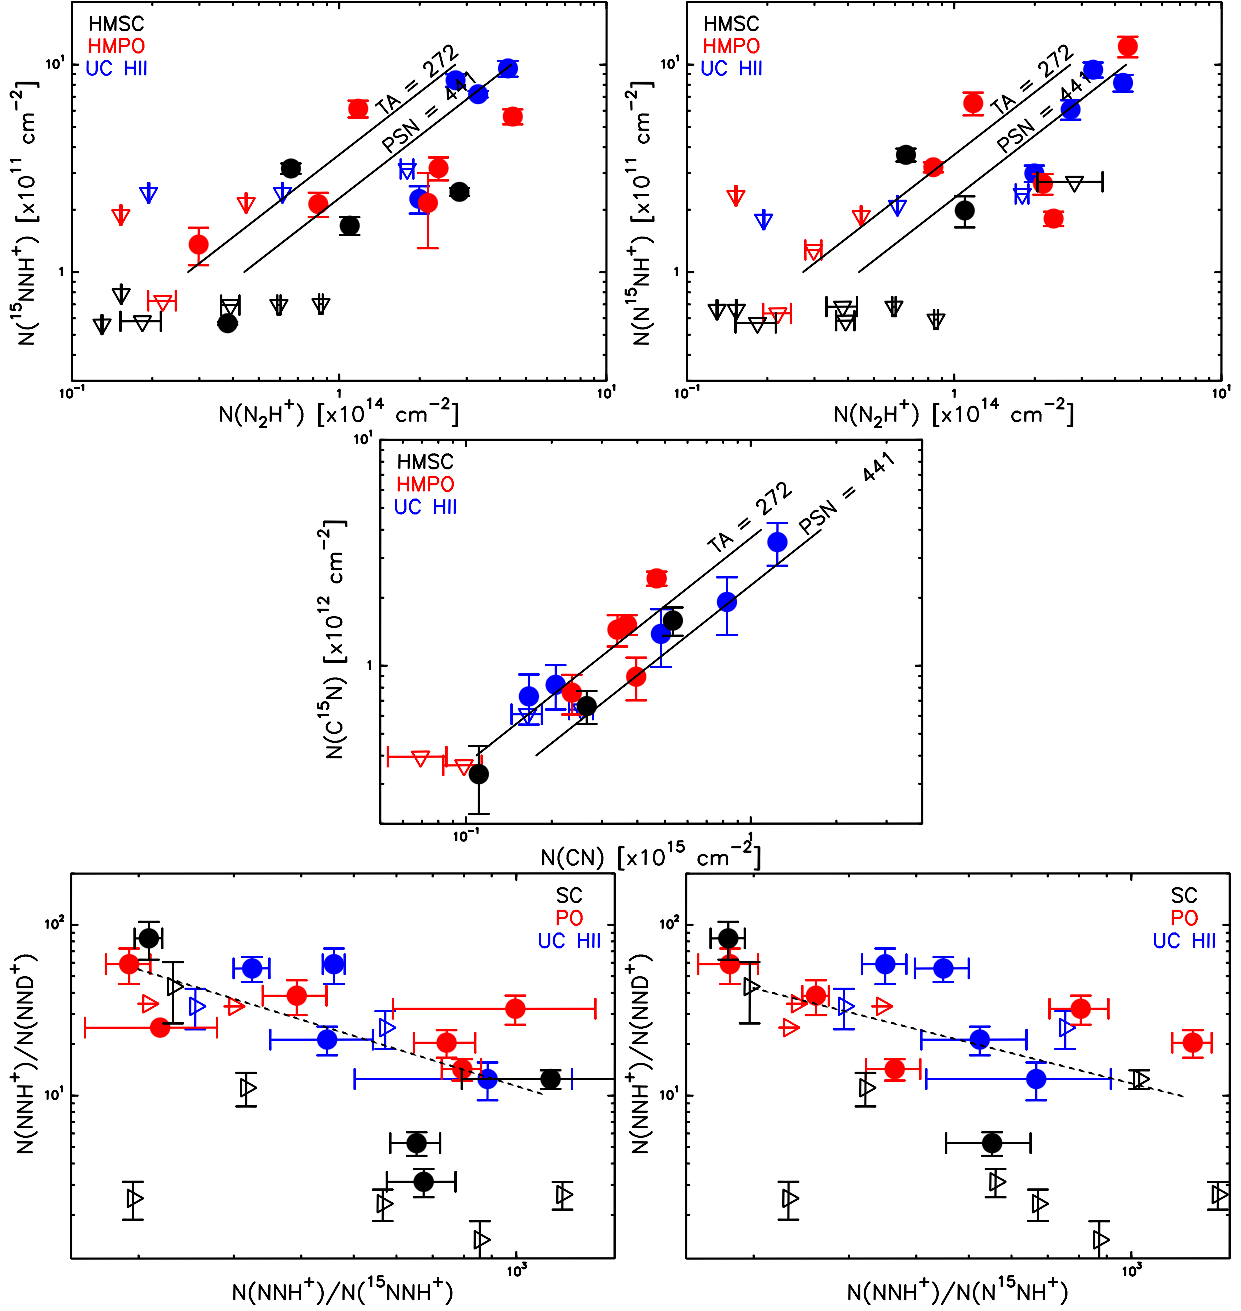 HMSC
HMPO
UC HII
TA = 272
PSN = 441
N(¹⁵NNH⁺) [x10¹¹ cm⁻²]
10¹
1
10⁻¹
1
10¹
N(N₂H⁺) [x10¹⁴ cm⁻²]
HMSC
HMPO
UC HII
TA = 272
PSN = 441
N(N¹⁵NH⁺) [x10¹¹ cm⁻²]
10¹
1
10⁻¹
1
10¹
N(N₂H⁺) [x10¹⁴ cm⁻²]
HMSC
HMPO
UC HII
TA = 272
PSN = 441
N(C¹⁵N) [x10¹² cm⁻²]
10¹
1
10⁻¹
1
N(CN) [x10¹⁵ cm⁻²]
SC
PO
UC HII
N(NNH⁺)/N(NND⁺)
10²
10¹
10³
N(NNH⁺)/N(¹⁵NNH⁺)
SC
PO
UC HII
N(NNH⁺)/N(NND⁺)
10²
10¹
10³
N(NNH⁺)/N(N¹⁵NH⁺)